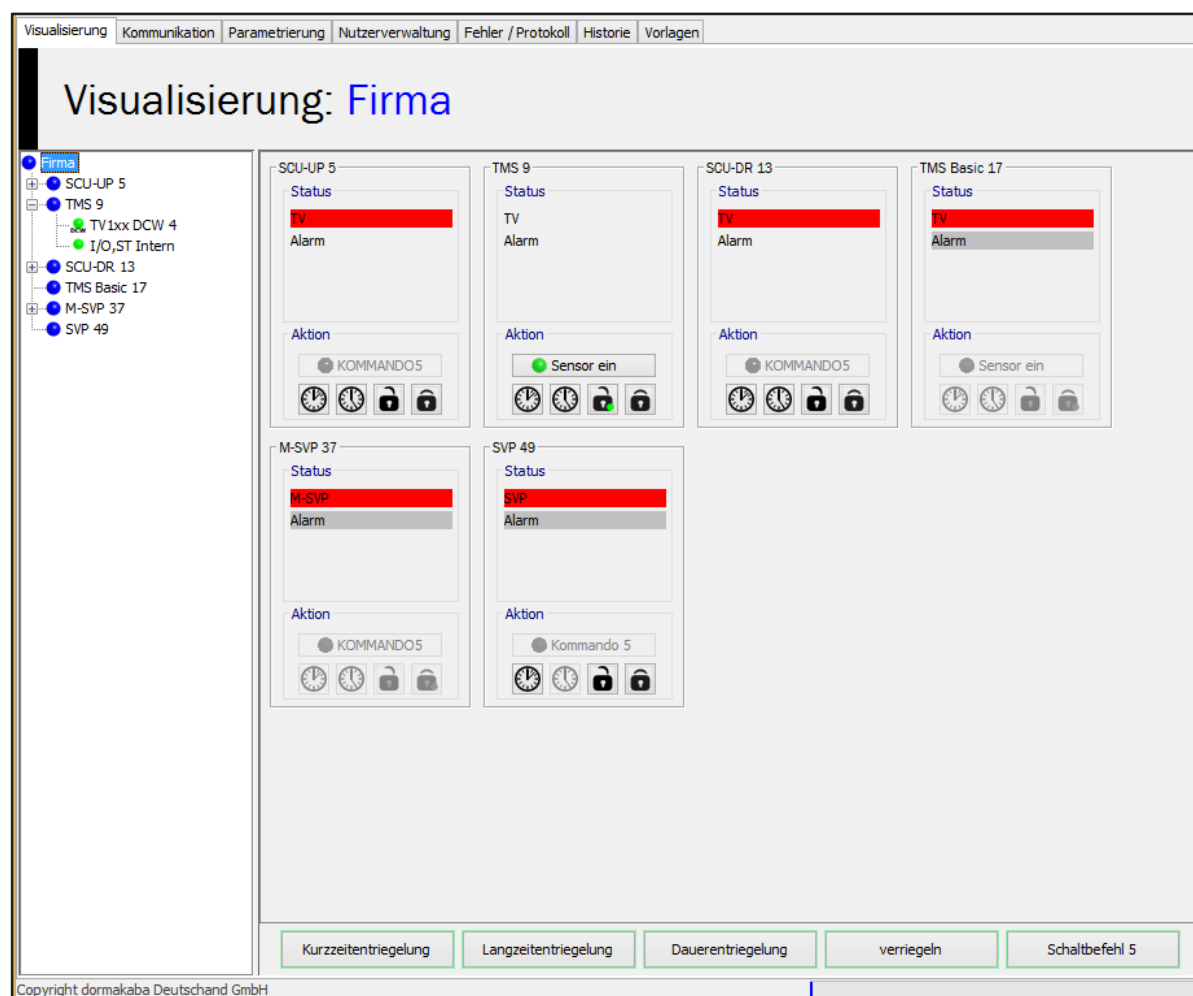 Visualisierung Kommunikation Parametrierung Nutzerverwaltung Fehler / Protokoll Historie Vorlagen
Visualisierung: Firma
Firma
SCU-UP 5
TMS 9
TV1xx DCW 4
I/O,ST Intern
SCU-DR 13
TMS Basic 17
M-SVP 37
SVP 49
SCU-UP 5
Status
TV
Alarm
Aktion
KOMMANDO5
TMS 9
Status
TV
Alarm
Aktion
Sensor ein
SCU-DR 13
Status
TV
Alarm
Aktion
KOMMANDO5
TMS Basic 17
Status
TV
Alarm
Aktion
Sensor ein
M-SVP 37
Status
M-SVP
Alarm
Aktion
KOMMANDO5
SVP 49
Status
SVP
Alarm
Aktion
Kommando 5
Kurzzeitentriegelung Langzeitentriegelung Dauerentriegelung verriegeln Schaltbefehl 5
Copyright dormakaba Deutschand GmbH